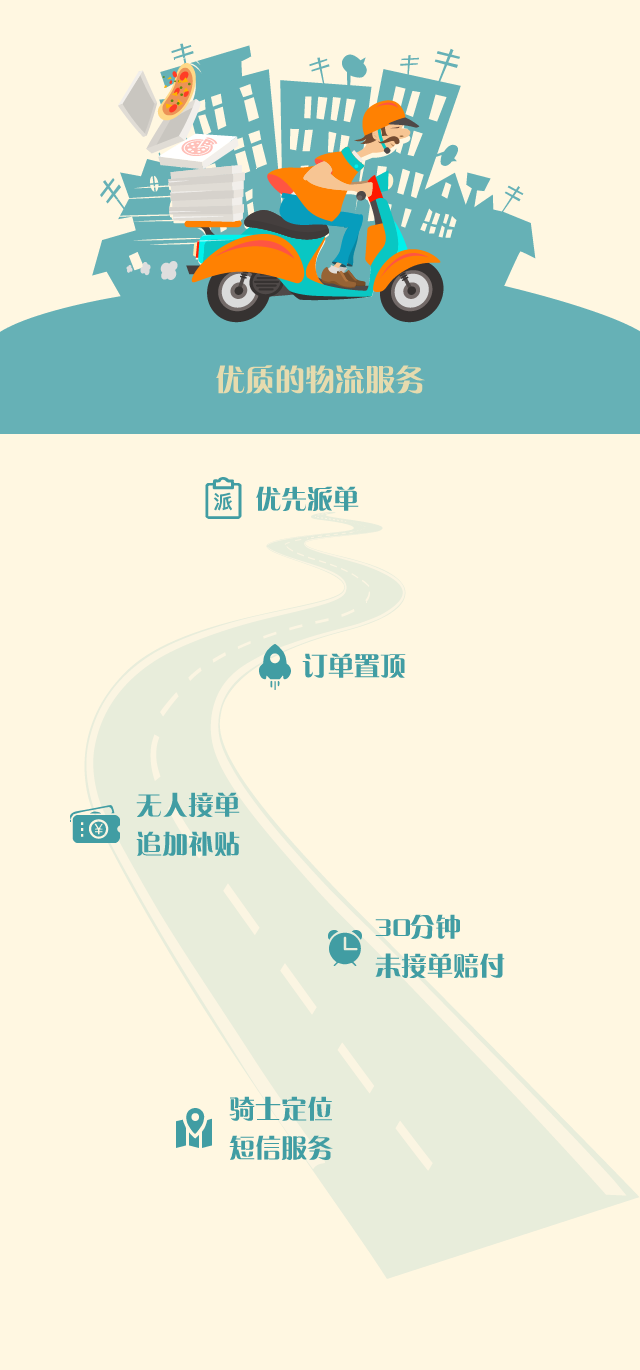 优质的物流服务
派
优先派单
订单置顶
无人接单
追加补贴
¥
30分钟
未接单赔付
骑士定位
短信服务